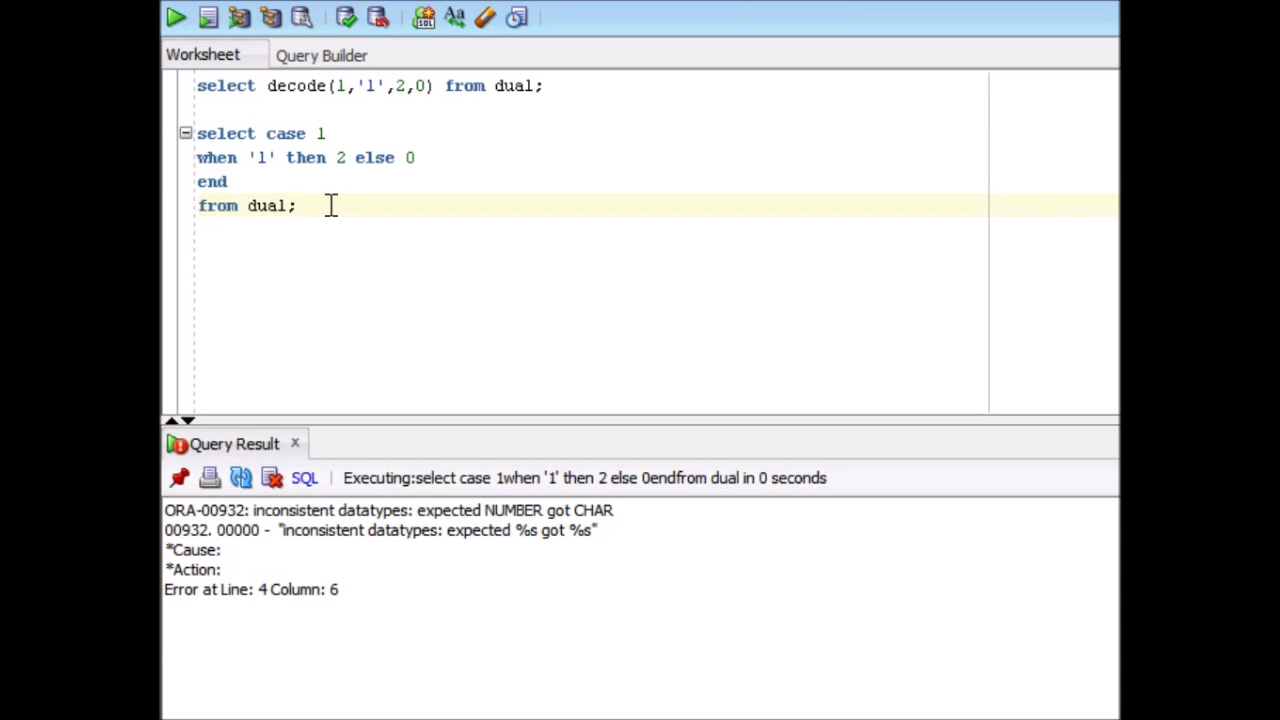 Worksheet Query Builder
select decode(1,'1',2,0) from dual;
select case 1
when '1' then 2 else 0
end
from dual;
Query Result x
SQL Executing:select case 1when '1' then 2 else 0endfrom dual in 0 seconds
ORA-00932: inconsistent datatypes: expected NUMBER got CHAR
00932. 00000 - "inconsistent datatypes: expected %s got %s"
*Cause:
*Action:
Error at Line: 4 Column: 6